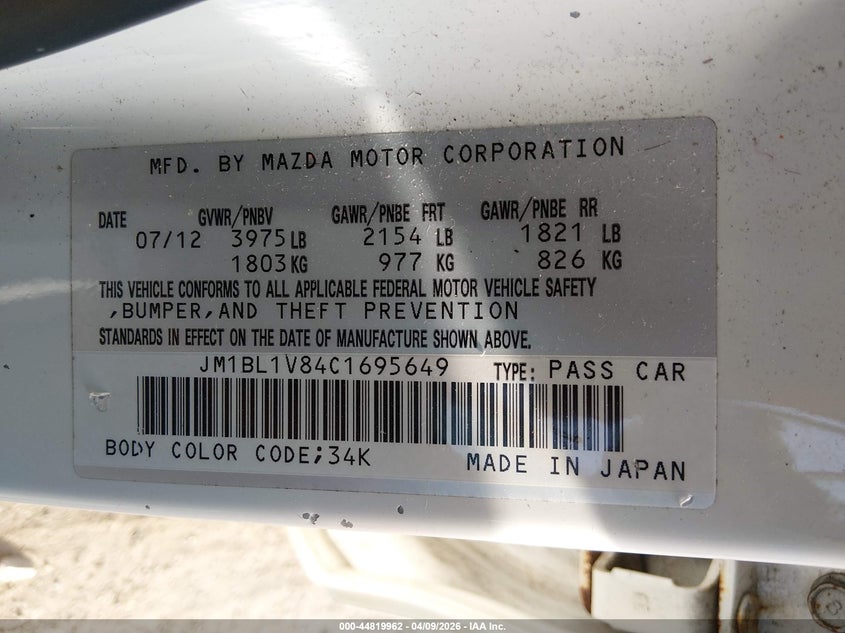 MFD. BY MAZDA MOTOR CORPORATION
DATE GVWR/PNBV GAWR/PNBE FRT GAWR/PNBE RR
07/12 3975 LB 2154 LB 1821 LB
1803 KG 977 KG 826 KG
THIS VEHICLE CONFORMS TO ALL APPLICABLE FEDERAL MOTOR VEHICLE SAFETY
,BUMPER,AND THEFT PREVENTION
STANDARDS IN EFFECT ON THE DATE OF MANUFACTURE SHOWN ABOVE.
JM1BL1V84C1695649 TYPE: PASS CAR
BODY COLOR CODE;34K MADE IN JAPAN
000-44819962 - 04/09/2026 - IAA Inc.